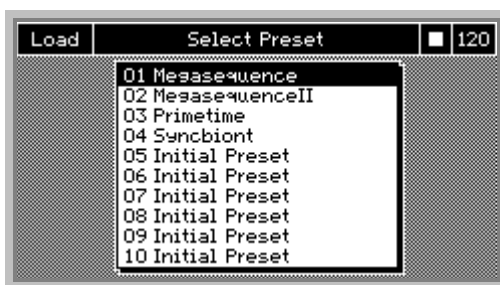 Load Select Preset 120
01 Megasequence
02 MegasequenceII
03 Primetime
04 Syncbiont
05 Initial Preset
06 Initial Preset
07 Initial Preset
08 Initial Preset
09 Initial Preset
10 Initial Preset